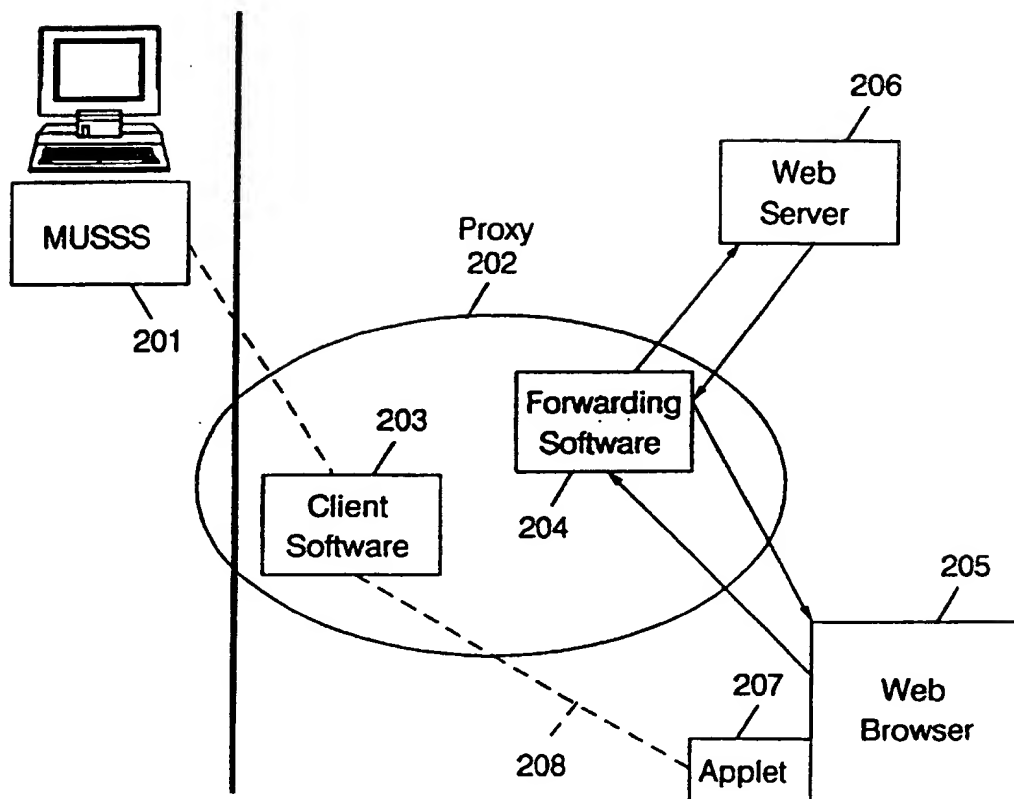 206
Web
Server
MUSSS
Proxy
202
201
Forwarding
Software
203
204
Client
Software
205
207
Web
Browser
208
Applet